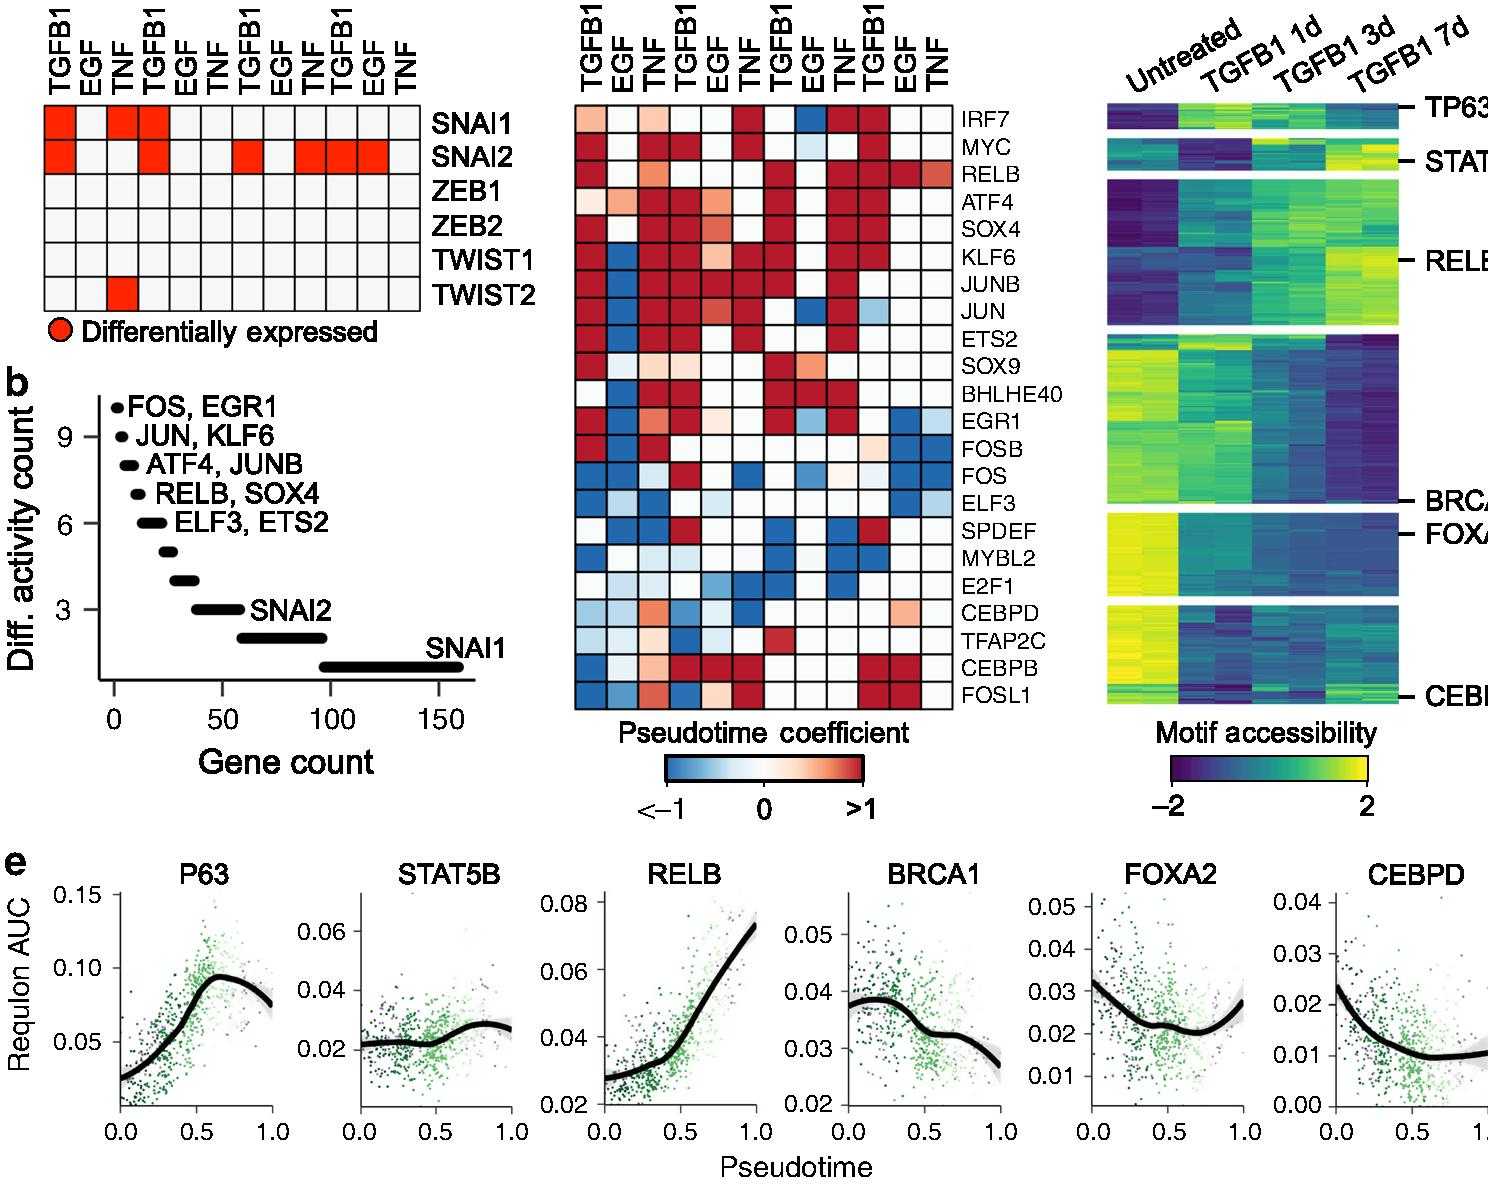 TGFB1 EGF TNF TGFB1 EGF TNF TGFB1 EGF TNF TGFB1 EGF TNF
SNAI1
SNAI2
ZEB1
ZEB2
TWIST1
TWIST2
Differentially expressed
b
Diff. activity count
9
6
3
FOS, EGR1
JUN, KLF6
ATF4, JUNB
RELB, SOX4
ELF3, ETS2
SNAI2
SNAI1
0 50 100 150
Gene count
TGFB1 EGF TNF TGFB1 EGF TNF TGFB1 EGF TNF TGFB1 EGF TNF
IRF7
MYC
RELB
ATF4
SOX4
KLF6
JUNB
JUN
ETS2
SOX9
BHLHE40
EGR1
FOSB
FOS
ELF3
SPDEF
MYBL2
E2F1
CEBPD
TFAP2C
CEBPB
FOSL1
Pseudotime coefficient
<–1 0 >1
Untreated TGFB1 1d TGFB1 3d TGFB1 7d
TP63
STAT
RELB
BRCA
FOXA
CEBP
Motif accessibility
–2 2
e
Regulon AUC
P63
0.15
0.10
0.05
0.0 0.5 1.0
STAT5B
0.06
0.04
0.02
0.0 0.5 1.0
RELB
0.08
0.06
0.04
0.02
0.0 0.5 1.0
BRCA1
0.05
0.04
0.03
0.02
0.0 0.5 1.0
FOXA2
0.05
0.04
0.03
0.02
0.01
0.0 0.5 1.0
CEBPD
0.04
0.03
0.02
0.01
0.00
0.0 0.5 1.
Pseudotime